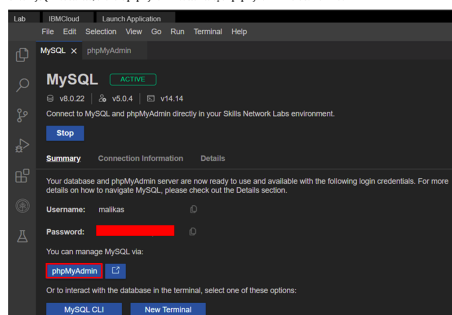 Lab IBMCloud Launch Application
File Edit Selection View Go Run Terminal Help
MySQL × phpMyAdmin
MySQL ACTIVE
v8.0.22 v5.0.4 v14.14
Connect to MySQL and phpMyAdmin directly in your Skills Network Labs environment.
Stop
Summary Connection Information Details
Your database and phpMyAdmin server are now ready to use and available with the following login credentials. For more
details on how to navigate MySQL, please check out the Details section.
Username: malikas
Password:
You can manage MySQL via:
phpMyAdmin
Or to interact with the database in the terminal, select one of these options:
MySQL CLI New Terminal